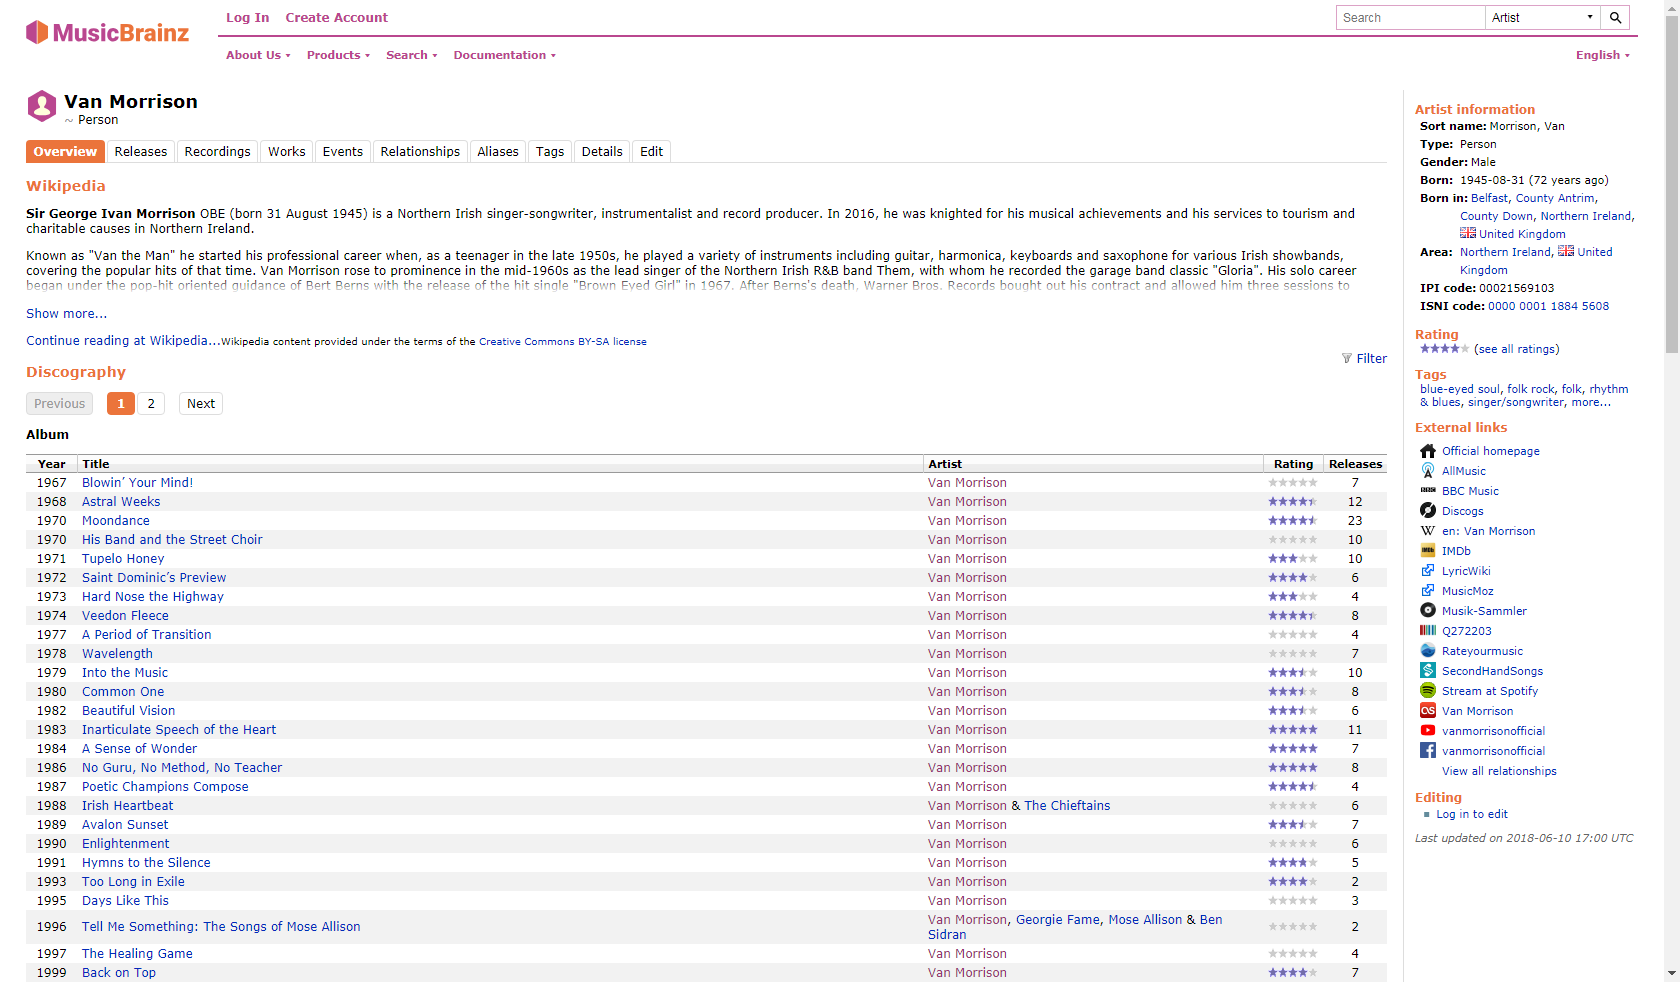 MusicBrainz
Log In Create Account
Search Artist
About Us Products Search Documentation
English
Van Morrison
~ Person
Overview Releases Recordings Works Events Relationships Aliases Tags Details Edit
Wikipedia
Sir George Ivan Morrison OBE (born 31 August 1945) is a Northern Irish singer-songwriter, instrumentalist and record producer. In 2016, he was knighted for his musical achievements and his services to tourism and
charitable causes in Northern Ireland.
Known as "Van the Man" he started his professional career when, as a teenager in the late 1950s, he played a variety of instruments including guitar, harmonica, keyboards and saxophone for various Irish showbands,
covering the popular hits of that time. Van Morrison rose to prominence in the mid-1960s as the lead singer of the Northern Irish R&B band Them, with whom he recorded the garage band classic "Gloria". His solo career
began under the pop-hit oriented guidance of Bert Berns with the release of the hit single "Brown Eyed Girl" in 1967. After Berns's death, Warner Bros. Records bought out his contract and allowed him three sessions to
Show more...
Continue reading at Wikipedia...Wikipedia content provided under the terms of the Creative Commons BY-SA license
Filter
Discography
Previous 1 2 Next
Album
Year Title Artist Rating Releases
1967 Blowin’ Your Mind! Van Morrison 7
1968 Astral Weeks Van Morrison 12
1970 Moondance Van Morrison 23
1970 His Band and the Street Choir Van Morrison 10
1971 Tupelo Honey Van Morrison 10
1972 Saint Dominic’s Preview Van Morrison 6
1973 Hard Nose the Highway Van Morrison 4
1974 Veedon Fleece Van Morrison 8
1977 A Period of Transition Van Morrison 4
1978 Wavelength Van Morrison 7
1979 Into the Music Van Morrison 10
1980 Common One Van Morrison 8
1982 Beautiful Vision Van Morrison 6
1983 Inarticulate Speech of the Heart Van Morrison 11
1984 A Sense of Wonder Van Morrison 7
1986 No Guru, No Method, No Teacher Van Morrison 8
1987 Poetic Champions Compose Van Morrison 4
1988 Irish Heartbeat Van Morrison & The Chieftains 6
1989 Avalon Sunset Van Morrison 7
1990 Enlightenment Van Morrison 6
1991 Hymns to the Silence Van Morrison 5
1993 Too Long in Exile Van Morrison 2
1995 Days Like This Van Morrison 3
1996 Tell Me Something: The Songs of Mose Allison Van Morrison, Georgie Fame, Mose Allison & Ben
Sidran 2
1997 The Healing Game Van Morrison 4
1999 Back on Top Van Morrison 7
Artist information
Sort name: Morrison, Van
Type: Person
Gender: Male
Born: 1945-08-31 (72 years ago)
Born in: Belfast, County Antrim,
County Down, Northern Ireland,
United Kingdom
Area: Northern Ireland, United
Kingdom
IPI code: 00021569103
ISNI code: 0000 0001 1884 5608
Rating
(see all ratings)
Tags
blue-eyed soul, folk rock, folk, rhythm
& blues, singer/songwriter, more...
External links
Official homepage
AllMusic
BBC BBC Music
Discogs
W en: Van Morrison
IMDb IMDb
LyricWiki
MusicMoz
Musik-Sammler
Q272203
Rateyourmusic
SecondHandSongs
Stream at Spotify
Van Morrison
vanmorrisonofficial
vanmorrisonofficial
View all relationships
Editing
Log in to edit
Last updated on 2018-06-10 17:00 UTC